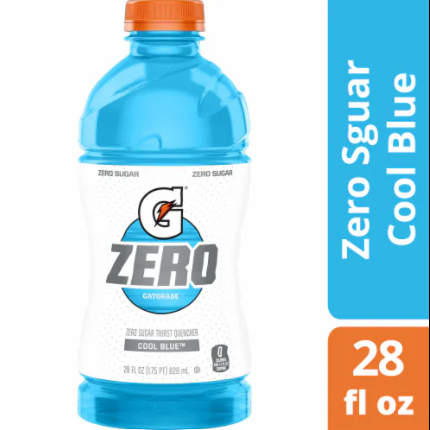 ZERO SUGAR ZERO SUGAR
G
ZERO
GATORADE
ZERO SUGAR THIRST QUENCHER
COOL BLUE™
28 FL OZ (1.75 PT) 828 mL
Zero Sguar
Cool Blue
28
fl oz